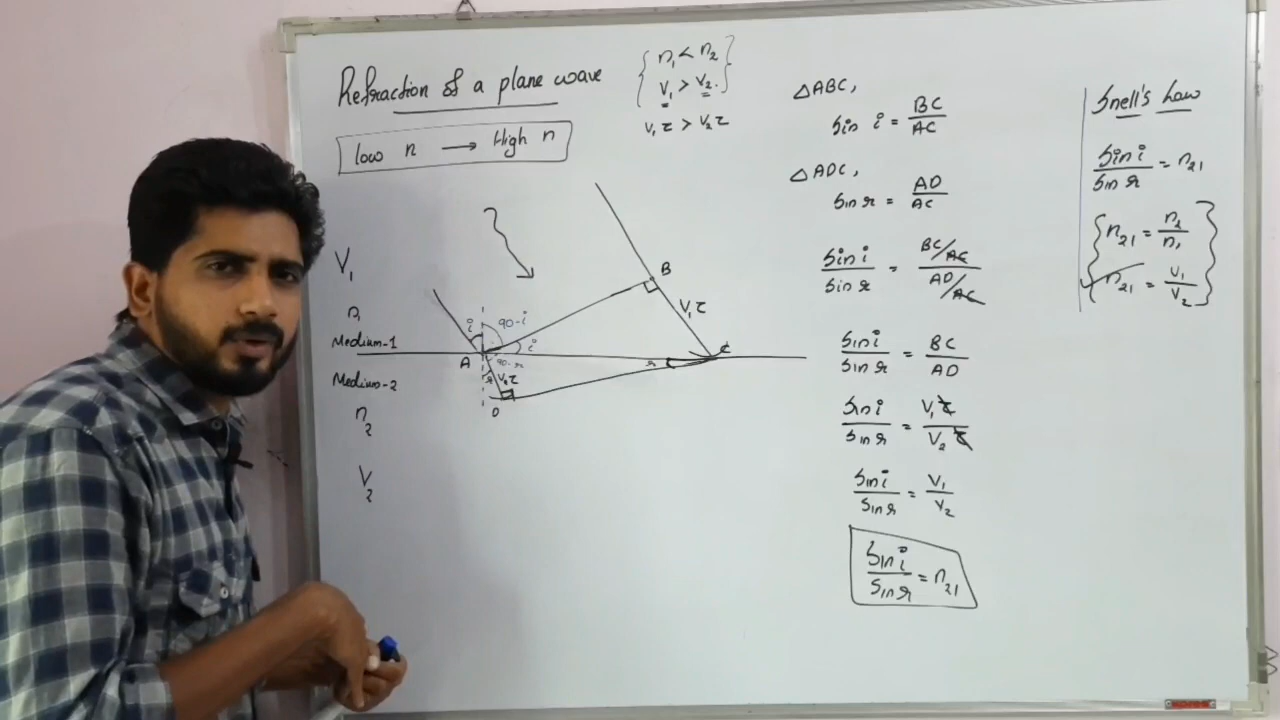 Refraction of a plane wave
low n → High n
n₁ < n₂
v₁ > v₂.
v₁τ > v₂τ
V₁
n₁
Medium-1
Medium-2
n₂
V₂
B
V₁τ
i
90-i
i
A
C
90-r
r
r
V₂τ
D
△ABC,
sin i = BC/AC
△ADC,
sin r = AD/AC
sin i/sin r = BC/AC / AD/AC
sin i/sin r = BC/AD
sin i/sin r = V₁τ/V₂τ
sin i/sin r = V₁/V₂
sin i/sin r = n₂₁
Snell's Law
sin i/sin r = n₂₁
n₂₁ = n₂/n₁
n₂₁ = V₁/V₂